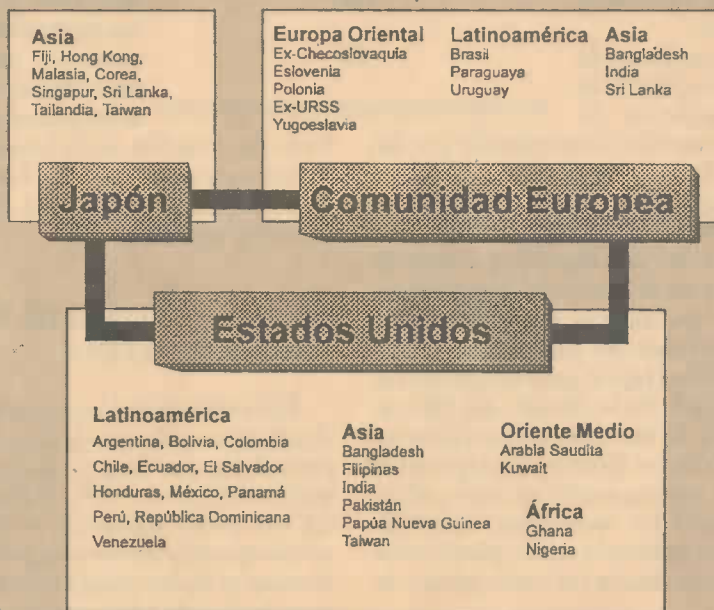 Asia
Fiji, Hong Kong,
Malasia, Corea,
Singapur, Sri Lanka,
Tailandia, Taiwan
Europa Oriental
Ex-Checoslovaquia
Eslovenia
Polonia
Ex-URSS
Yugoeslavia
Latinoamérica
Brasil
Paraguaya
Uruguay
Asia
Bangladesh
India
Sri Lanka
Japón
Comunidad Europea
Estados Unidos
Latinoamérica
Argentina, Bolivia, Colombia
Chile, Ecuador, El Salvador
Honduras, México, Panamá
Perú, República Dominicana
Venezuela
Asia
Bangladesh
Filipinas
India
Pakistán
Papúa Nueva Guinea
Taiwan
Oriente Medio
Arabia Saudita
Kuwait
África
Ghana
Nigeria